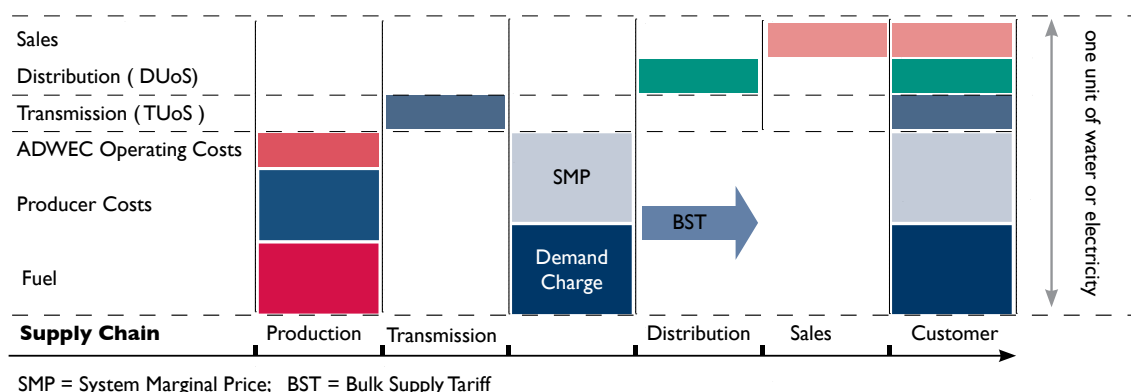 Sales
Distribution ( DUoS)
Transmission (TUoS )
ADWEC Operating Costs
Producer Costs
Fuel
SMP
Demand
Charge
BST
one unit of water or electricity
Supply Chain
Production
Transmission
Distribution
Sales
Customer
SMP = System Marginal Price; BST = Bulk Supply Tariff